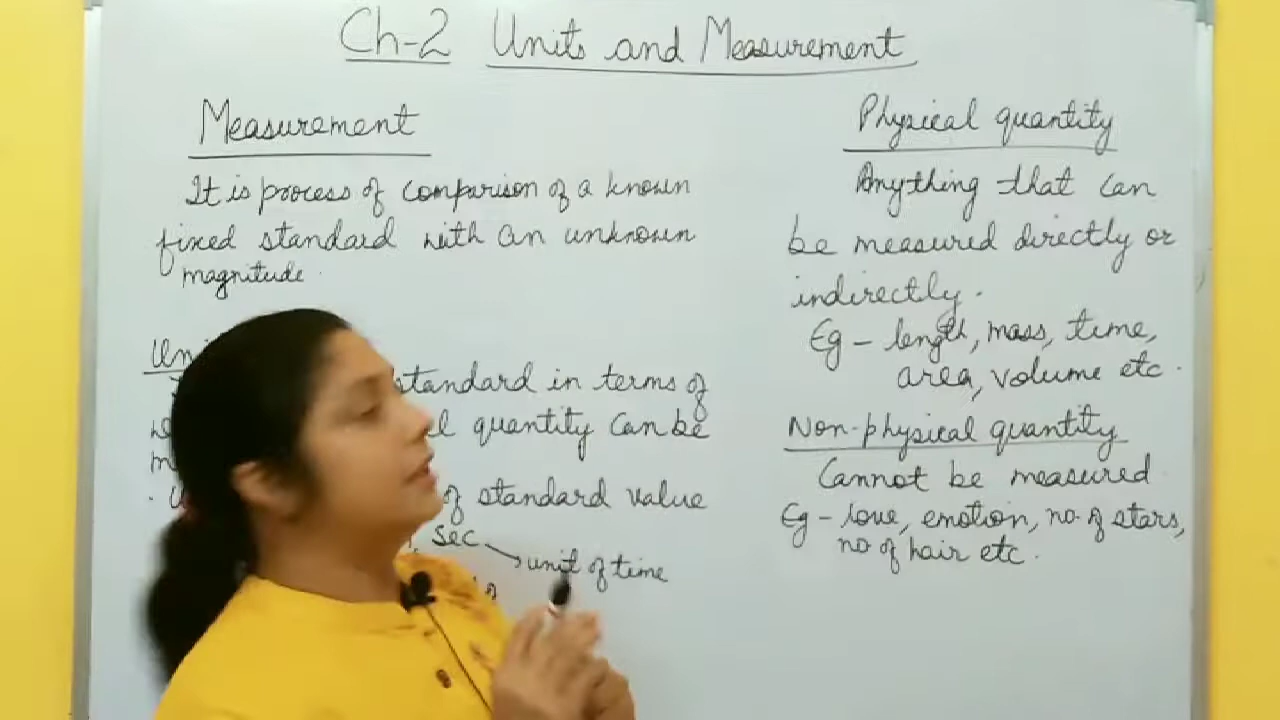 Ch-2 Units and Measurement
Measurement
It is process of comparison of a known
fixed standard with an unknown
magnitude.
standard in terms of
quantity can be
of standard value
sec
unit of time
Physical quantity
Anything that can
be measured directly or
indirectly.
Eg - length, mass, time,
area, volume etc.
Non-physical quantity
Cannot be measured
Eg - love, emotion, no. of stars,
no of hair etc.